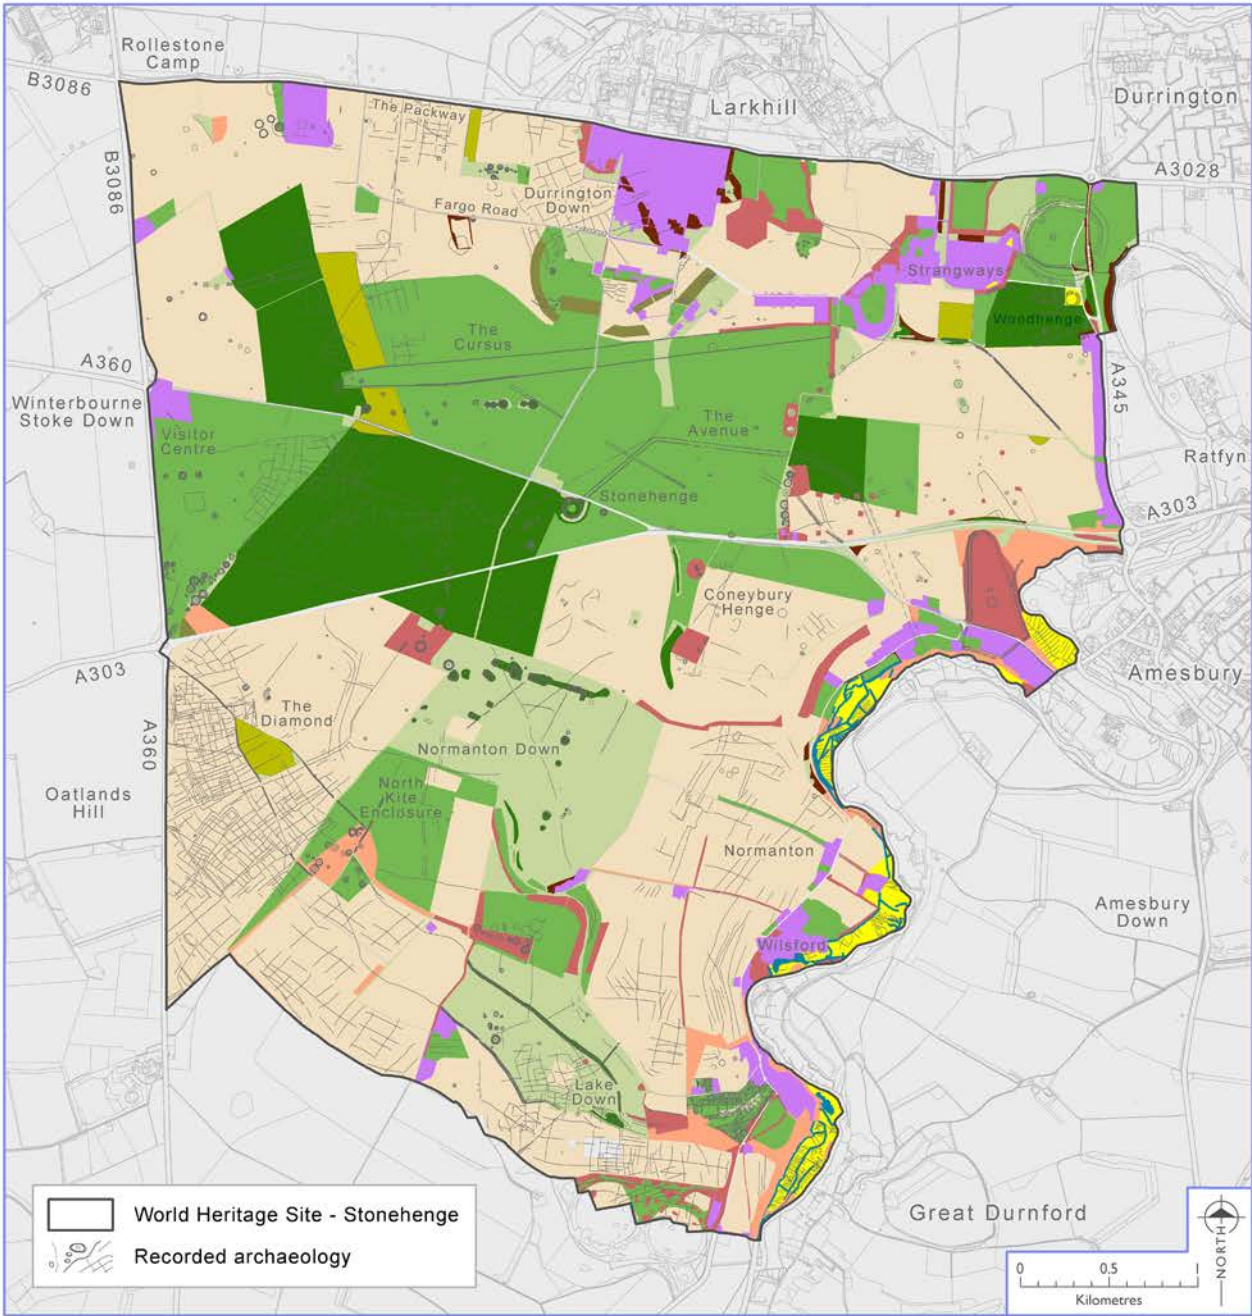 Rollestone
Camp
B3086
The Packway
Larkhill
Durrington
A3028
B3086
Durrington
Down
Fargo Road
Strangways
Woodhenge
The
Cursus
A360
A345
Winterbourne
Stoke Down
Visitor
Centre
The
Avenue
Ratfyn
Stonehenge
A303
Coneybury
Henge
A303
Amesbury
The
Diamond
A360
Normanton Down
North
Kite
Enclosure
Oatlands
Hill
Normanton
Amesbury
Down
Wilsford
Lake
Down
Great Durnford
World Heritage Site - Stonehenge
Recorded archaeology
NORTH
0 0.5 1
Kilometres